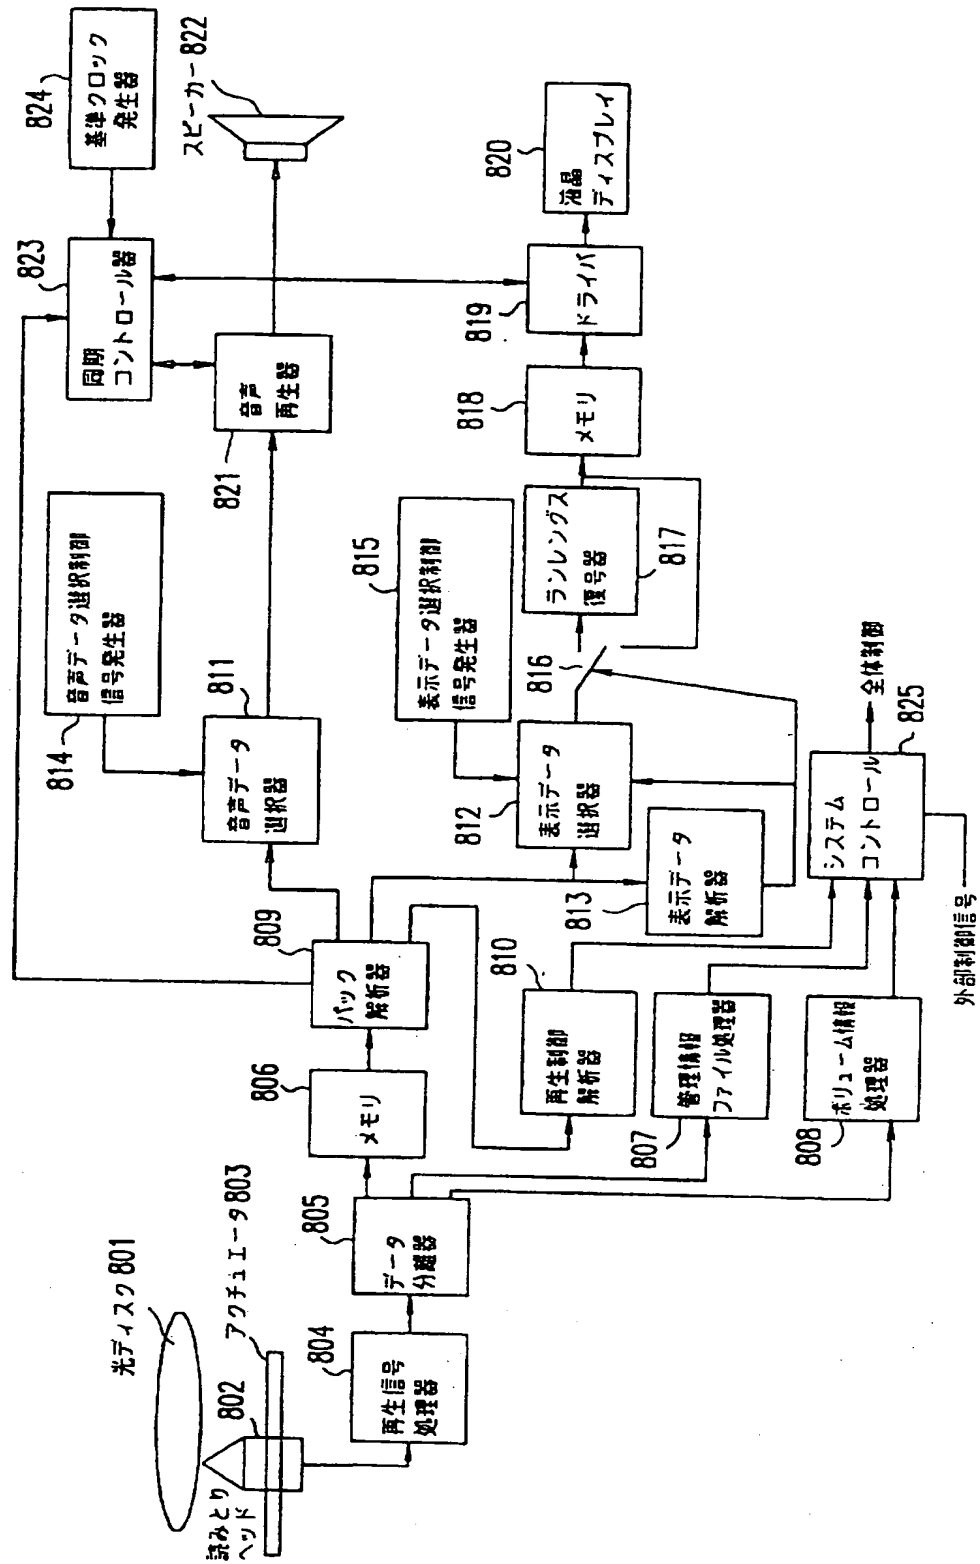 光ディスク801
読みとり
ヘッド
802
アクチュエータ803
804
再生信号
処理器
805
データ
分離器
806
メモリ
809
パック
解析器
814
音声データ選択制御
信号発生器
811
音声データ
選択器
821
音声
再生器
823
同期
コントロール器
824
基準クロック
発生器
スピーカー822
810
再生制御
解析器
807
管理情報
ファイル処理器
808
ボリューム情報
処理器
813
表示データ
解析器
812
表示データ
選択器
815
表示データ選択制御
信号発生器
816
817
ランレングス
復号器
818
メモリ
819
ドライバ
820
液晶
ディスプレイ
システム
コントロール
825
全体制御
外部制御信号